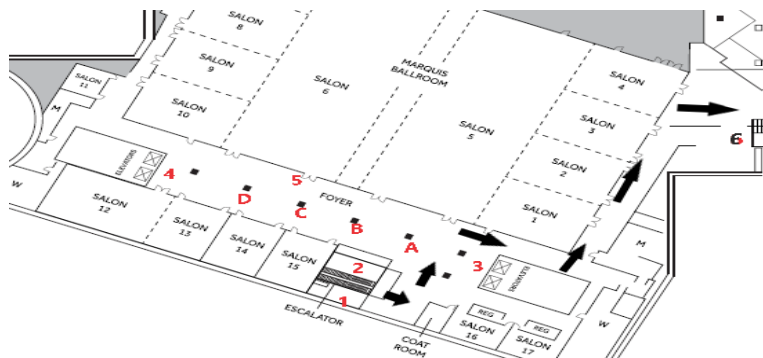 SALON
8
SALON
9
SALON
10
SALON
11
M
W
ELEVATORS
4
SALON
12
SALON
13
SALON
14
SALON
15
D
C
B
A
5
FOYER
SALON
6
MARQUIS
BALLROOM
SALON
5
SALON
4
SALON
3
SALON
2
SALON
1
6
3
ELEVATORS
2
1
ESCALATOR
COAT
ROOM
REG
REG
SALON
16
SALON
17
M
W